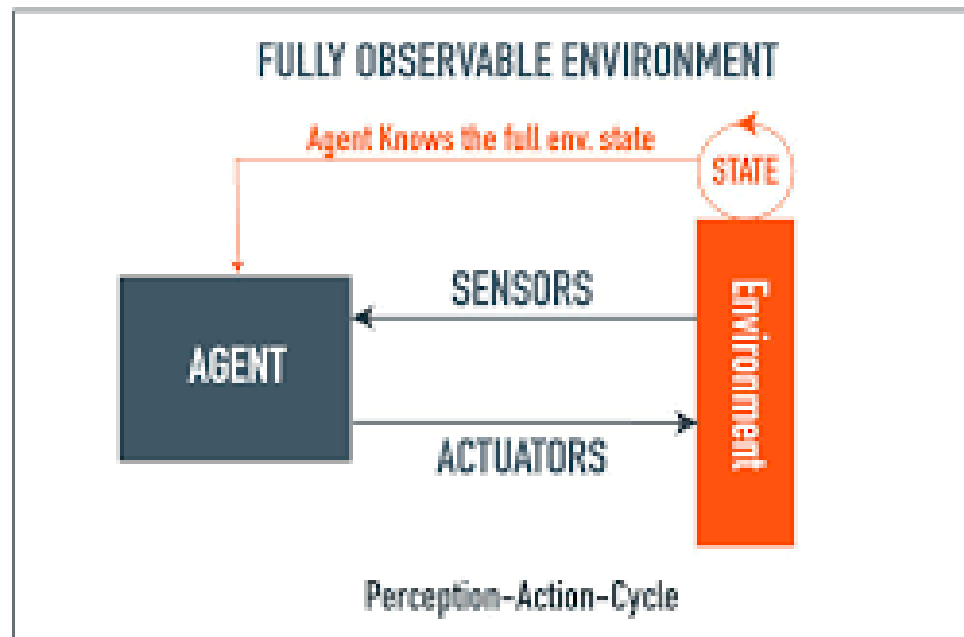 FULLY OBSERVABLE ENVIRONMENT
Agent Knows the full env. state
STATE
SENSORS
AGENT
Environment
ACTUATORS
Perception-Action-Cycle